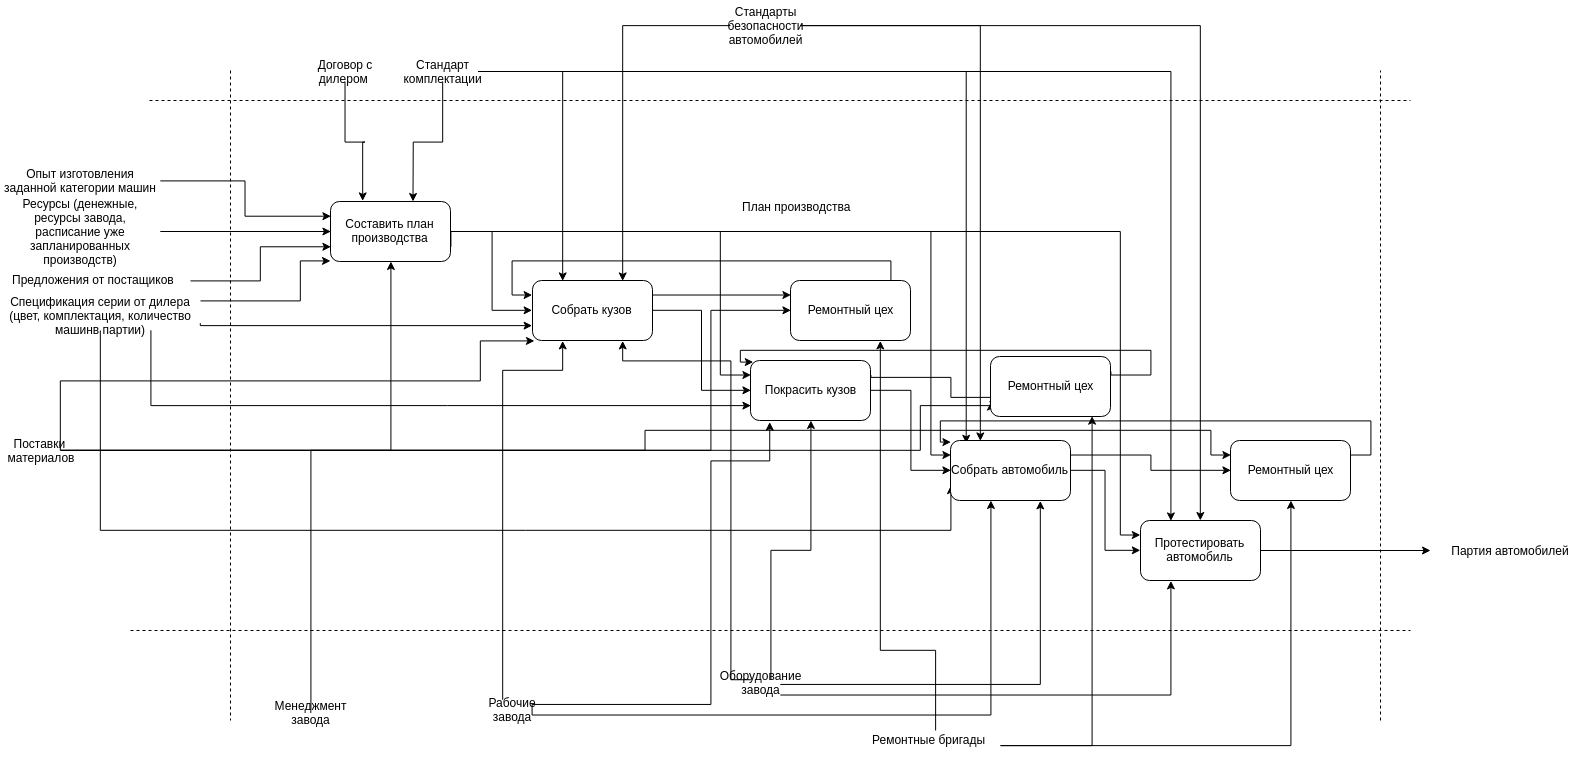 Стандарты
безопасности
автомобилей
Договор с
дилером
Стандарт
комплектации
Опыт изготовления
заданной категории машин
Ресурсы (денежные,
ресурсы завода,
расписание уже
запланированных
производств)
Предложения от постащиков
Спецификация серии от дилера
(цвет, комплектация, количество
машинв партии)
Составить план
производства
План производства
Собрать кузов
Ремонтный цех
Покрасить кузов
Ремонтный цех
Поставки
материалов
Собрать автомобиль
Ремонтный цех
Протестировать
автомобиль
Партия автомобилей
Менеджмент
завода
Рабочие
завода
Оборудование
завода
Ремонтные бригады